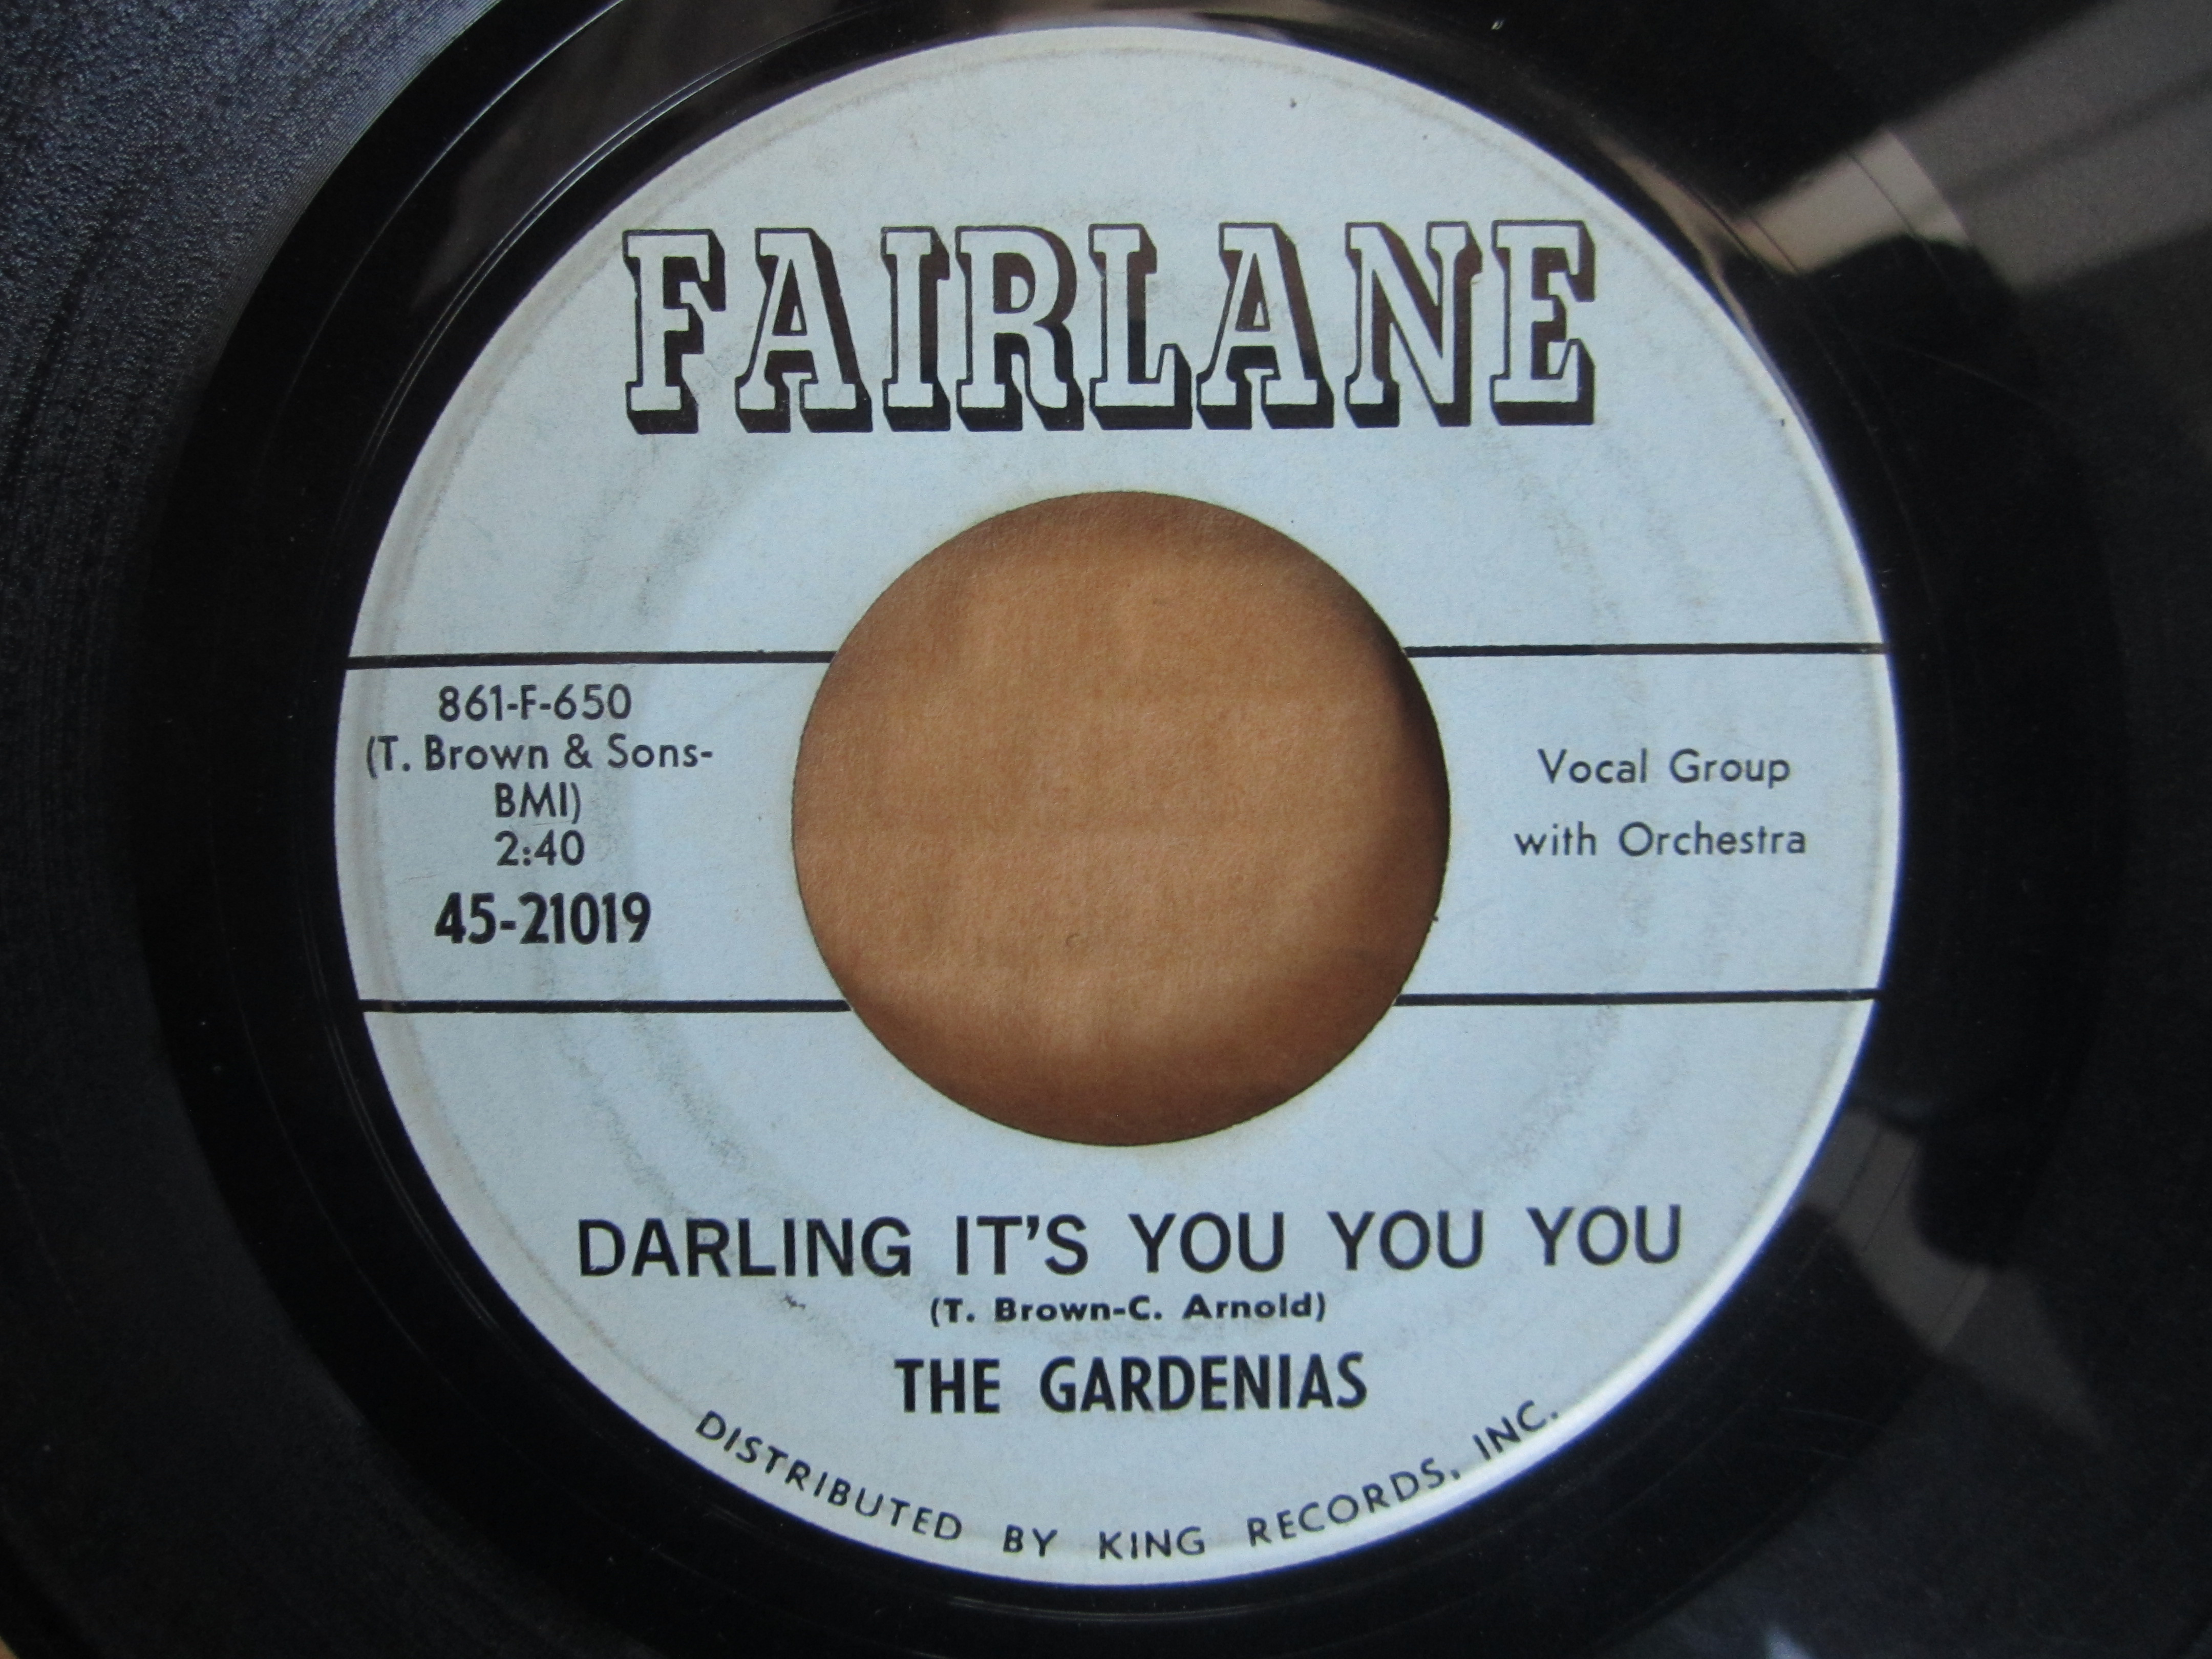 FAIRLANE
861-F-650
(T. Brown & Sons-
BMI)
2:40
45-21019
Vocal Group
with Orchestra
DARLING IT'S YOU YOU YOU
(T. Brown-C. Arnold)
THE GARDENIAS
DISTRIBUTED BY KING RECORDS, INC.